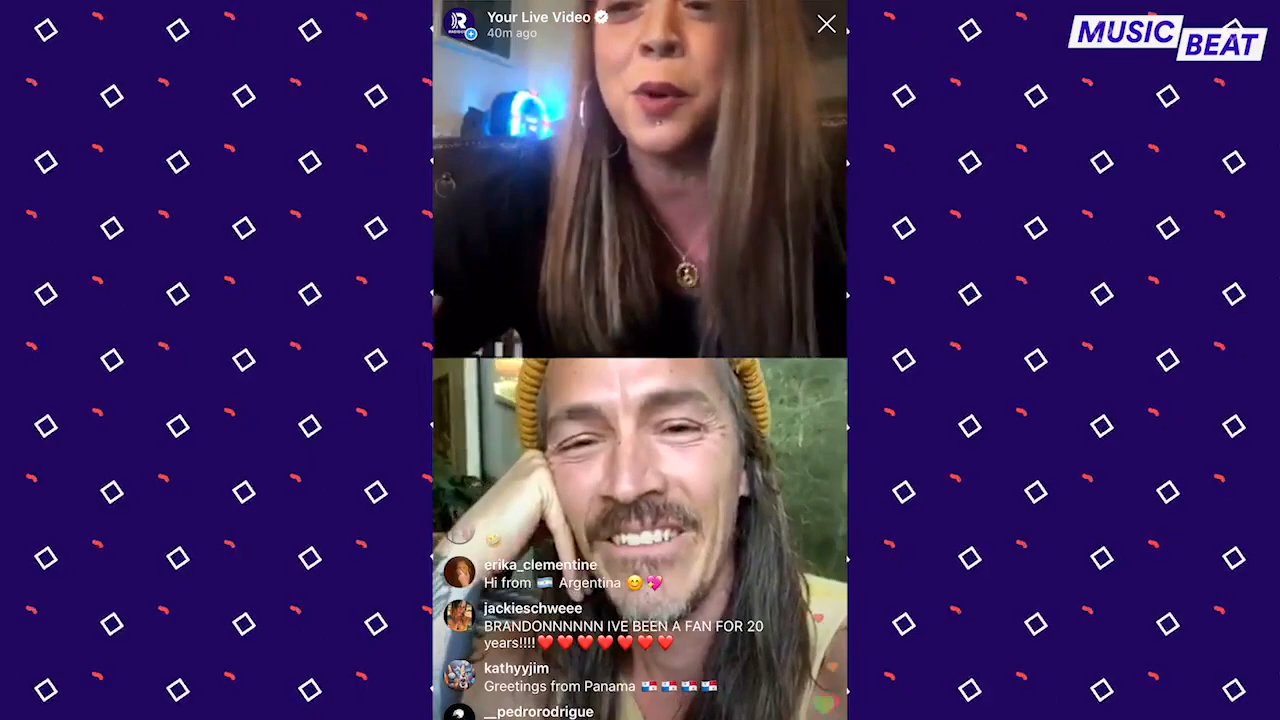 Your Live Video
40m ago
MUSIC
BEAT
erika_clementine
Hi from 🇦🇷 Argentina 😊💖
jackieschweee
BRANDONNNNNN IVE BEEN A FAN FOR 20
years!!!!❤️❤️❤️❤️❤️❤️❤️
kathyyjim
Greetings from Panama 🇵🇦🇵🇦🇵🇦🇵🇦
__pedrorodrigue